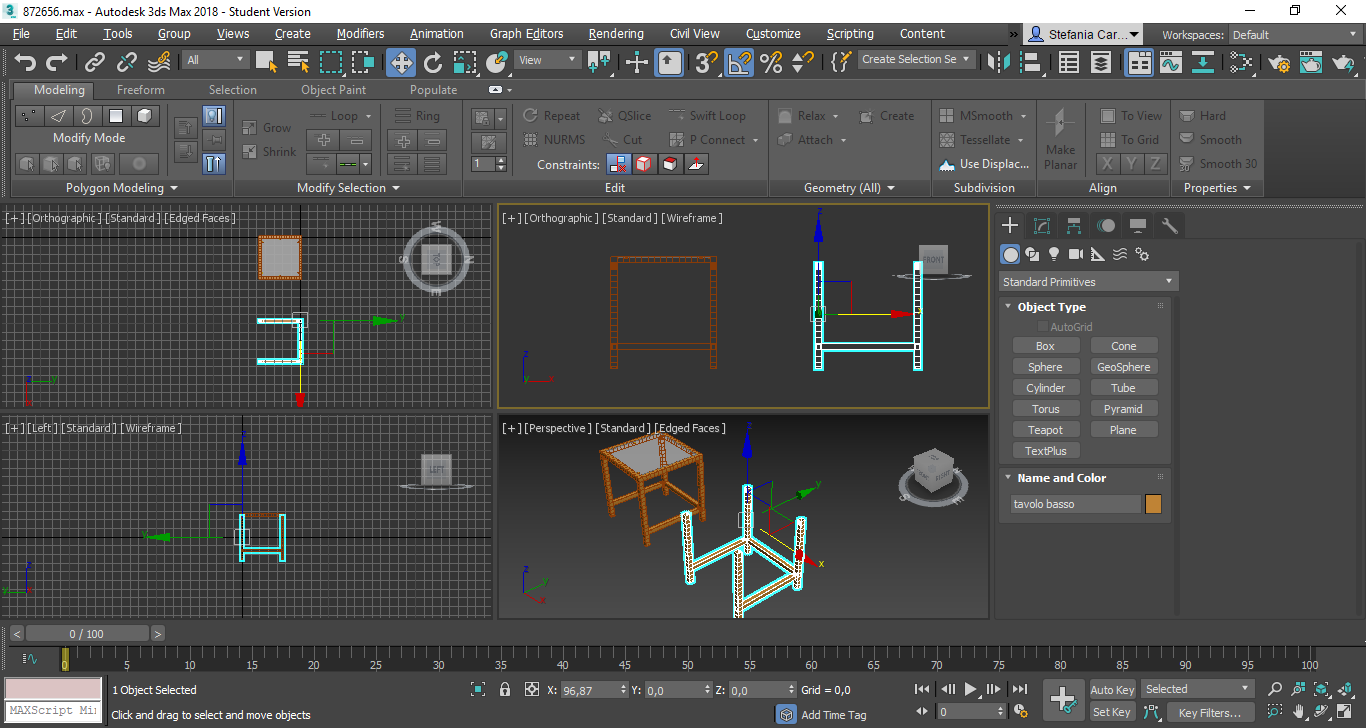 872656.max - Autodesk 3ds Max 2018 - Student Version
File Edit Tools Group Views Create Modifiers Animation Graph Editors Rendering Civil View Customize Scripting Content » Stefania Car... Workspaces: Default
All View Create Selection Se
Modeling Freeform Selection Object Paint Populate
Modify Mode
Grow Shrink
Loop Ring
1
Repeat QSlice Swift Loop
NURMS Cut P Connect
Constraints:
Relax Create
Attach
MSmooth
Tessellate
Use Displac...
Make Planar
To View
To Grid
X Y Z
Hard
Smooth
Smooth 30
Polygon Modeling Modify Selection Edit Geometry (All) Subdivision Align Properties
[+] [Orthographic] [Standard] [Edged Faces]
W S N E TOP
y
[+] [Orthographic] [Standard] [Wireframe]
FRONT
z
[+] [Left] [Standard] [Wireframe]
LEFT
z
y
[+] [Perspective] [Standard] [Edged Faces]
z
y
x
S E
Standard Primitives
Object Type
AutoGrid
Box Cone
Sphere GeoSphere
Cylinder Tube
Torus Pyramid
Teapot Plane
TextPlus
Name and Color
tavolo basso
< 0 / 100 >
0 5 10 15 20 25 30 35 40 45 50 55 60 65 70 75 80 85 90 95 100
1 Object Selected X: 96,87 Y: 0,0 Z: 0,0 Grid = 0,0 Auto Key Selected
MAXScript Mi
Click and drag to select and move objects Add Time Tag 0 Set Key Key Filters...